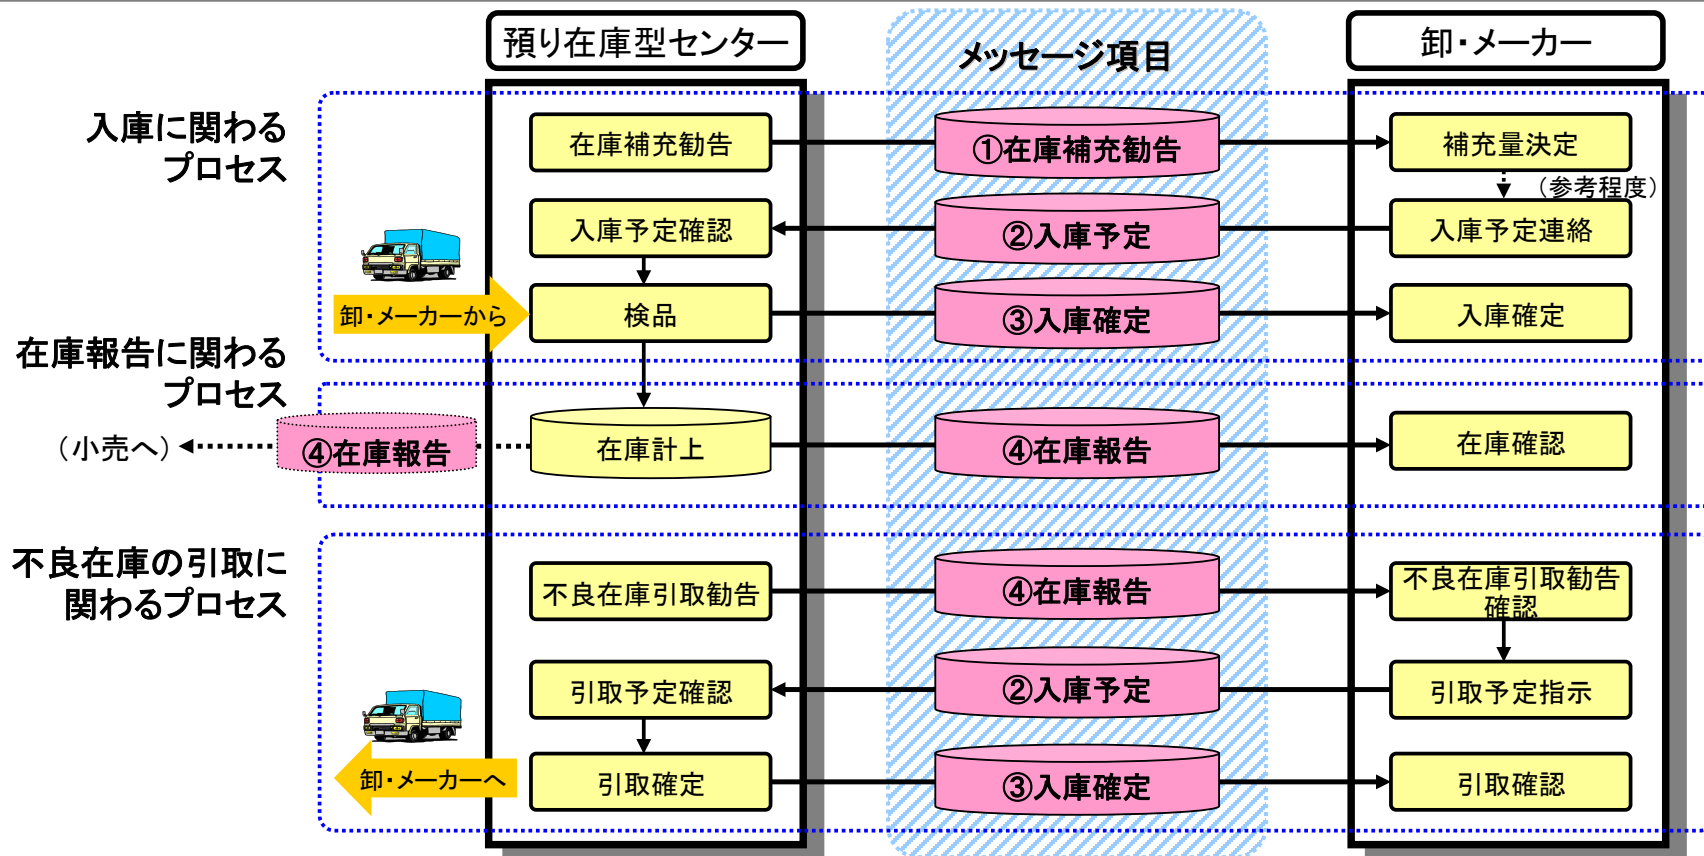 預り在庫型センター
メッセージ項目
卸・メーカー
入庫に関わる
プロセス
在庫補充勧告
①在庫補充勧告
補充量決定
（参考程度）
入庫予定確認
②入庫予定
入庫予定連絡
卸・メーカーから
検品
③入庫確定
入庫確定
在庫報告に関わる
プロセス
（小売へ）
④在庫報告
在庫計上
④在庫報告
在庫確認
不良在庫の引取に
関わるプロセス
不良在庫引取勧告
④在庫報告
不良在庫引取勧告
確認
引取予定確認
②入庫予定
引取予定指示
卸・メーカーへ
引取確定
③入庫確定
引取確認